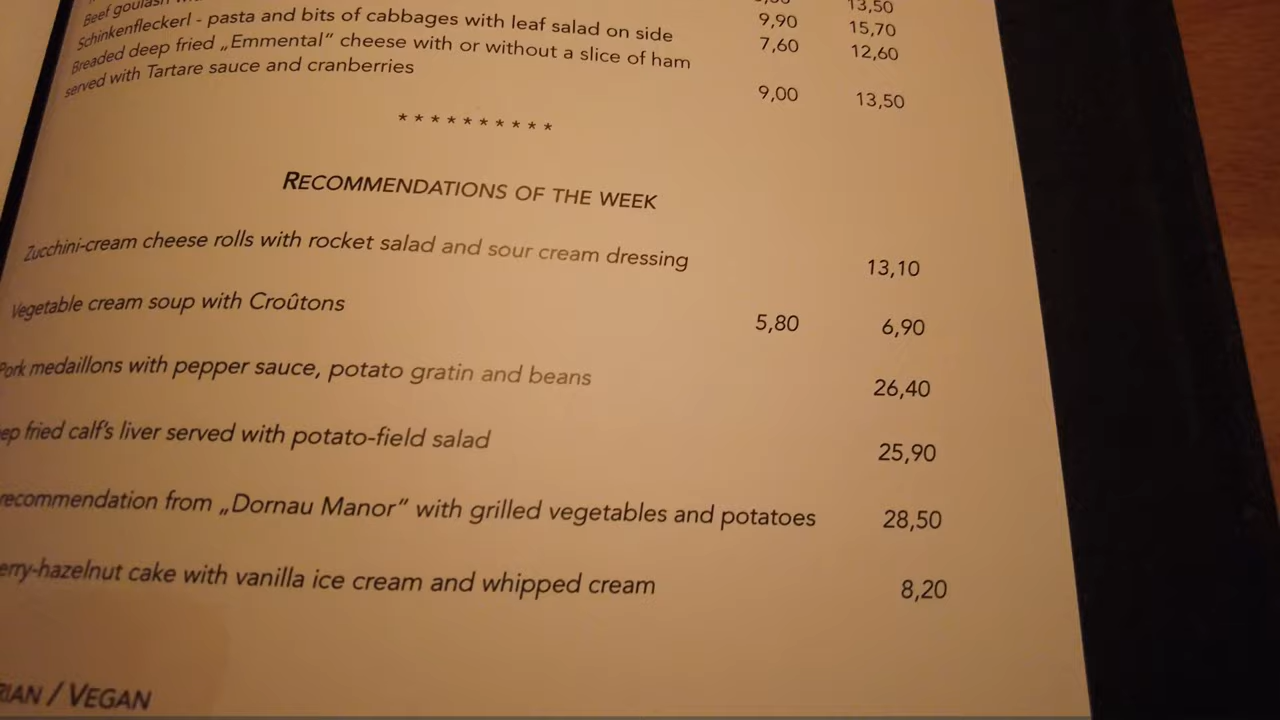 Beef goulash 13,50
Schinkenfleckerl - pasta and bits of cabbages with leaf salad on side 9,90 15,70
Breaded deep fried „Emmental” cheese with or without a slice of ham 7,60 12,60
served with Tartare sauce and cranberries 9,00 13,50
**********
RECOMMENDATIONS OF THE WEEK
Zucchini-cream cheese rolls with rocket salad and sour cream dressing 13,10
Vegetable cream soup with Croûtons 5,80 6,90
Pork medaillons with pepper sauce, potato gratin and beans 26,40
fried calf's liver served with potato-field salad 25,90
recommendation from „Dornau Manor” with grilled vegetables and potatoes 28,50
cake with vanilla ice cream and whipped cream 8,20
/ VEGAN